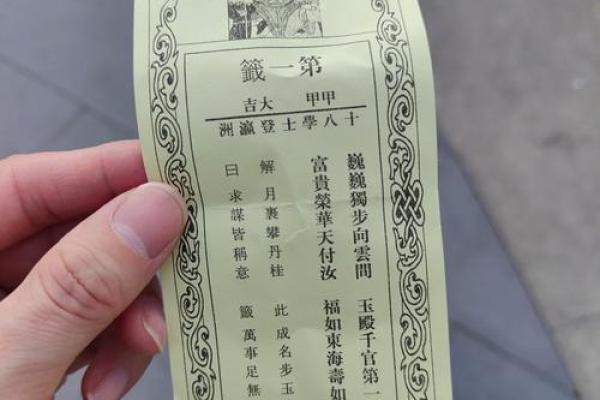 第一籤
甲甲 大吉
十八學士登瀛洲
巍巍獨步向雲間 玉殿千官第一
富貴榮華天付汝 福如東海壽如
解 月裏攀丹桂 此 成名步玉
曰 求謀皆稱意 籤 萬事足無